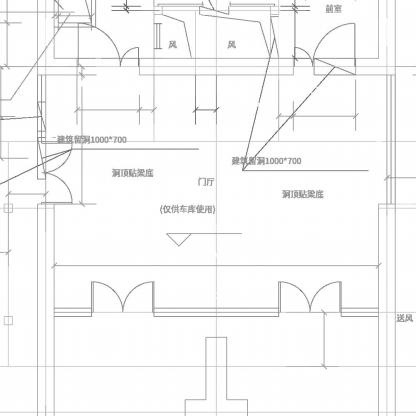 前室
风 风
建筑留洞1000*700
建筑留洞1000*700
洞顶贴梁底
门厅
洞顶贴梁底
(仅供车库使用)
送风